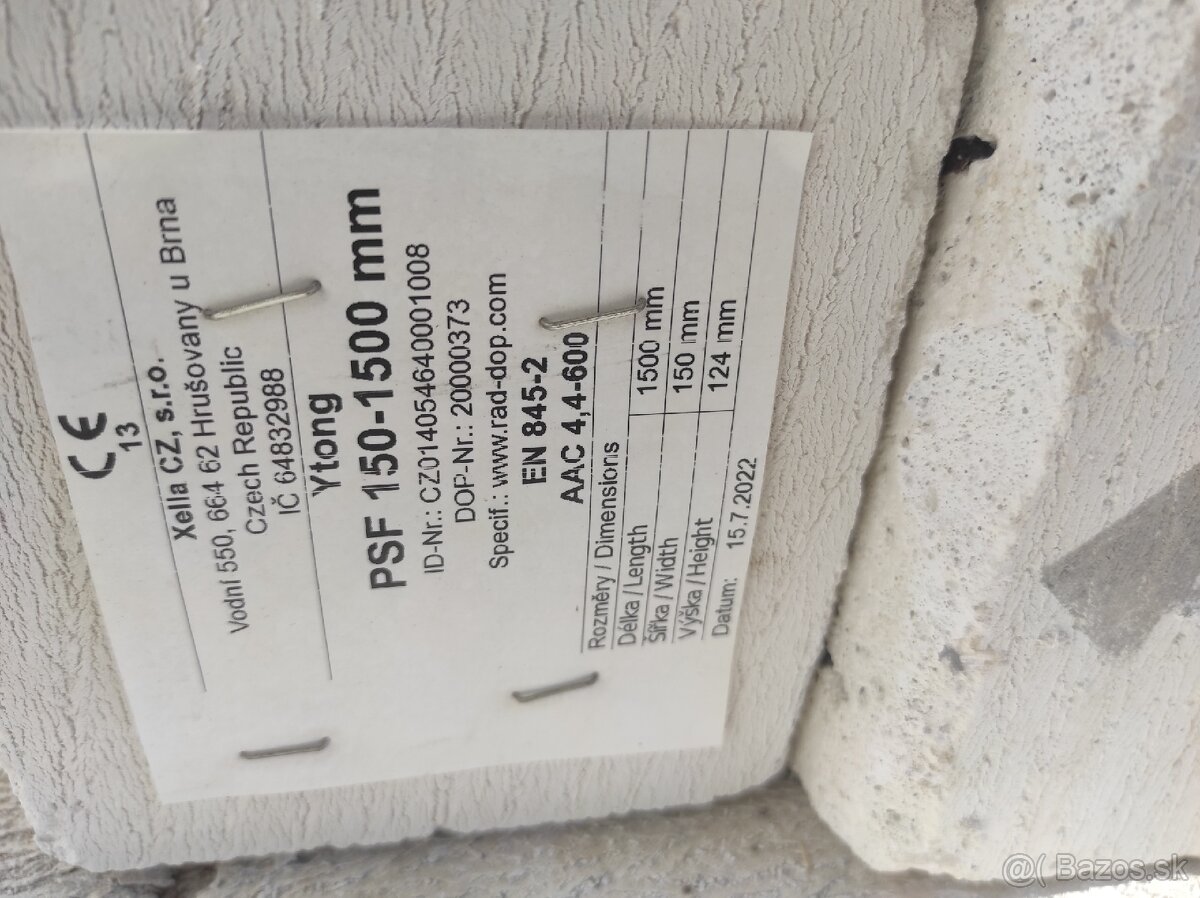 CE
13
Xella CZ, s.r.o.
Vodní 550, 664 62 Hrušovany u Brna
Czech Republic
IČ 64832988
Ytong
PSF 150-1500 mm
ID-Nr.: CZ014054640001008
DOP-Nr.: 20000373
Specif.: www.rad-dop.com
EN 845-2
AAC 4,4-600
Rozměry / Dimensions
Délka / Length 1500 mm
Šířka / Width 150 mm
Výška / Height 124 mm
Datum: 15.7.2022
@( Bazos.sk